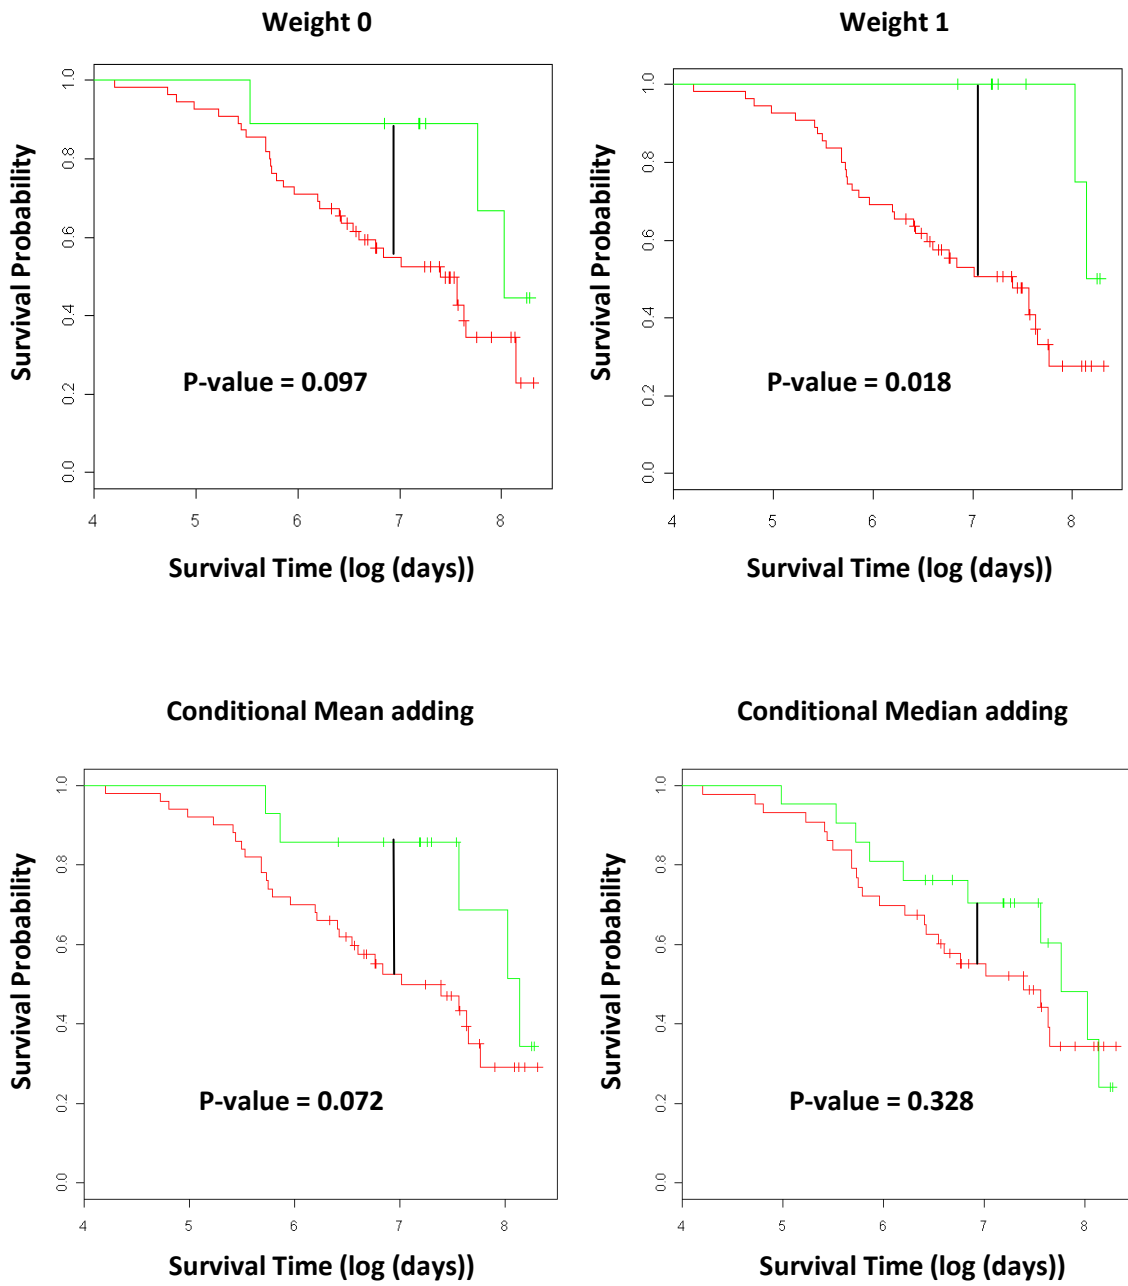 Weight 0
Weight 1
Survival Probability
1.0
0.8
0.6
0.4
0.2
0.0
P-value = 0.097
4 5 6 7 8
Survival Time (log (days))
Survival Probability
1.0
0.8
0.6
0.4
0.2
0.0
P-value = 0.018
4 5 6 7 8
Survival Time (log (days))
Conditional Mean adding
Conditional Median adding
Survival Probability
1.0
0.8
0.6
0.4
0.2
0.0
P-value = 0.072
4 5 6 7 8
Survival Time (log (days))
Survival Probability
1.0
0.8
0.6
0.4
0.2
0.0
P-value = 0.328
4 5 6 7 8
Survival Time (log (days))